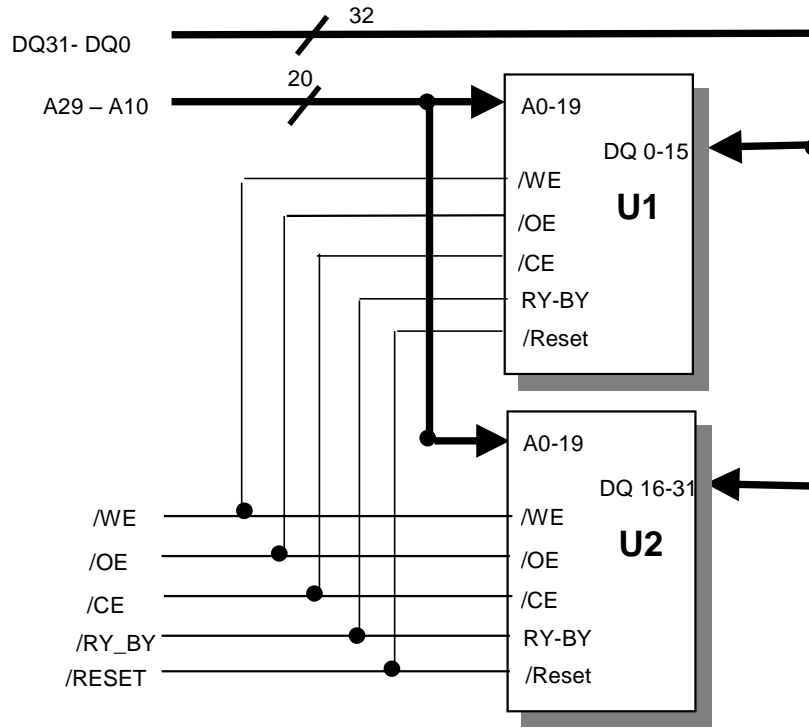 32
DQ31- DQ0
20
A29 – A10
A0-19
DQ 0-15
/WE
U1
/OE
/CE
RY-BY
/Reset
A0-19
DQ 16-31
/WE
/WE
U2
/OE
/OE
/CE
/CE
/RY_BY
RY-BY
/RESET
/Reset